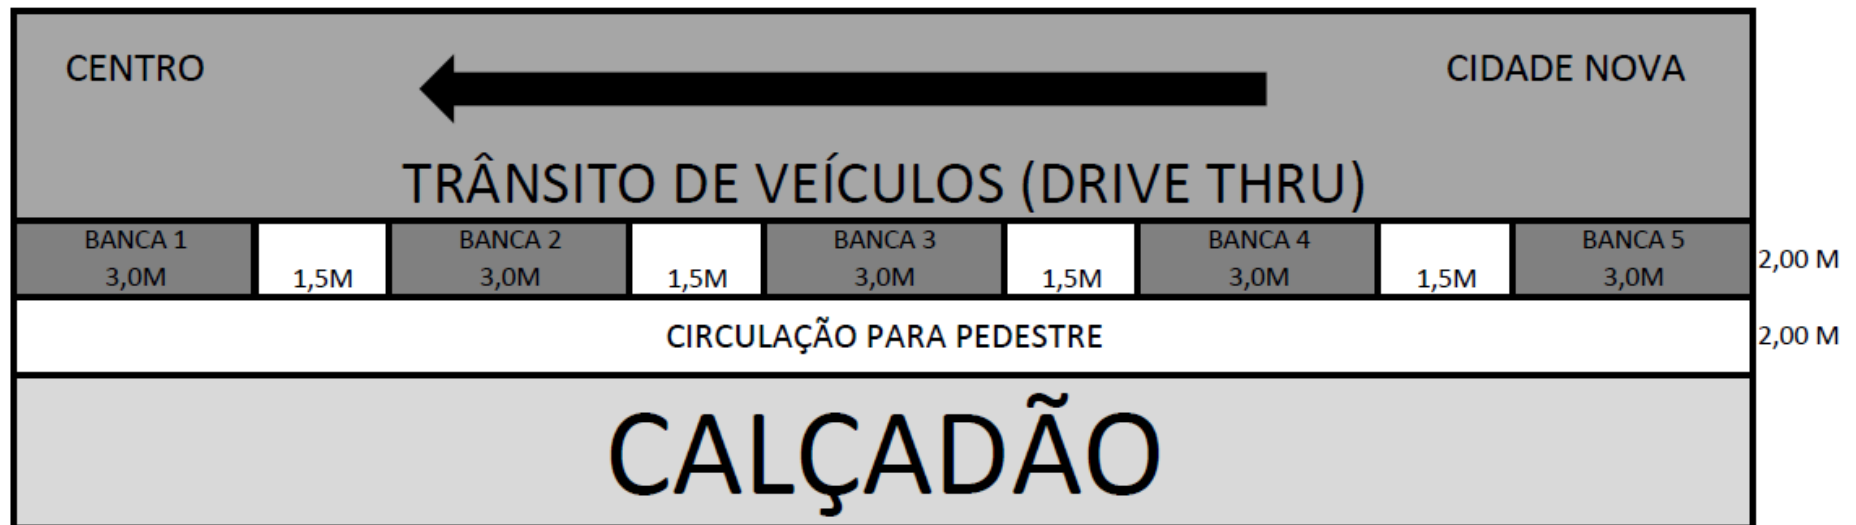 CENTRO
CIDADE NOVA
TRÂNSITO DE VEÍCULOS (DRIVE THRU)
BANCA 1
3,0M
1,5M
BANCA 2
3,0M
1,5M
BANCA 3
3,0M
1,5M
BANCA 4
3,0M
1,5M
BANCA 5
3,0M
2,00 M
CIRCULAÇÃO PARA PEDESTRE
2,00 M
CALÇADÃO